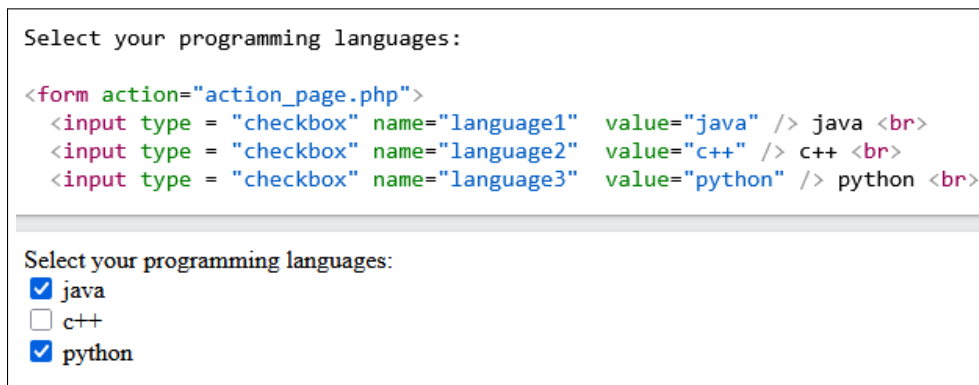 Select your programming languages:
<form action="action_page.php">
<input type = "checkbox" name="language1"  value="java" /> java <br>
<input type = "checkbox" name="language2"  value="c++" /> c++ <br>
<input type = "checkbox" name="language3"  value="python" /> python <br>
Select your programming languages:
java
c++
python